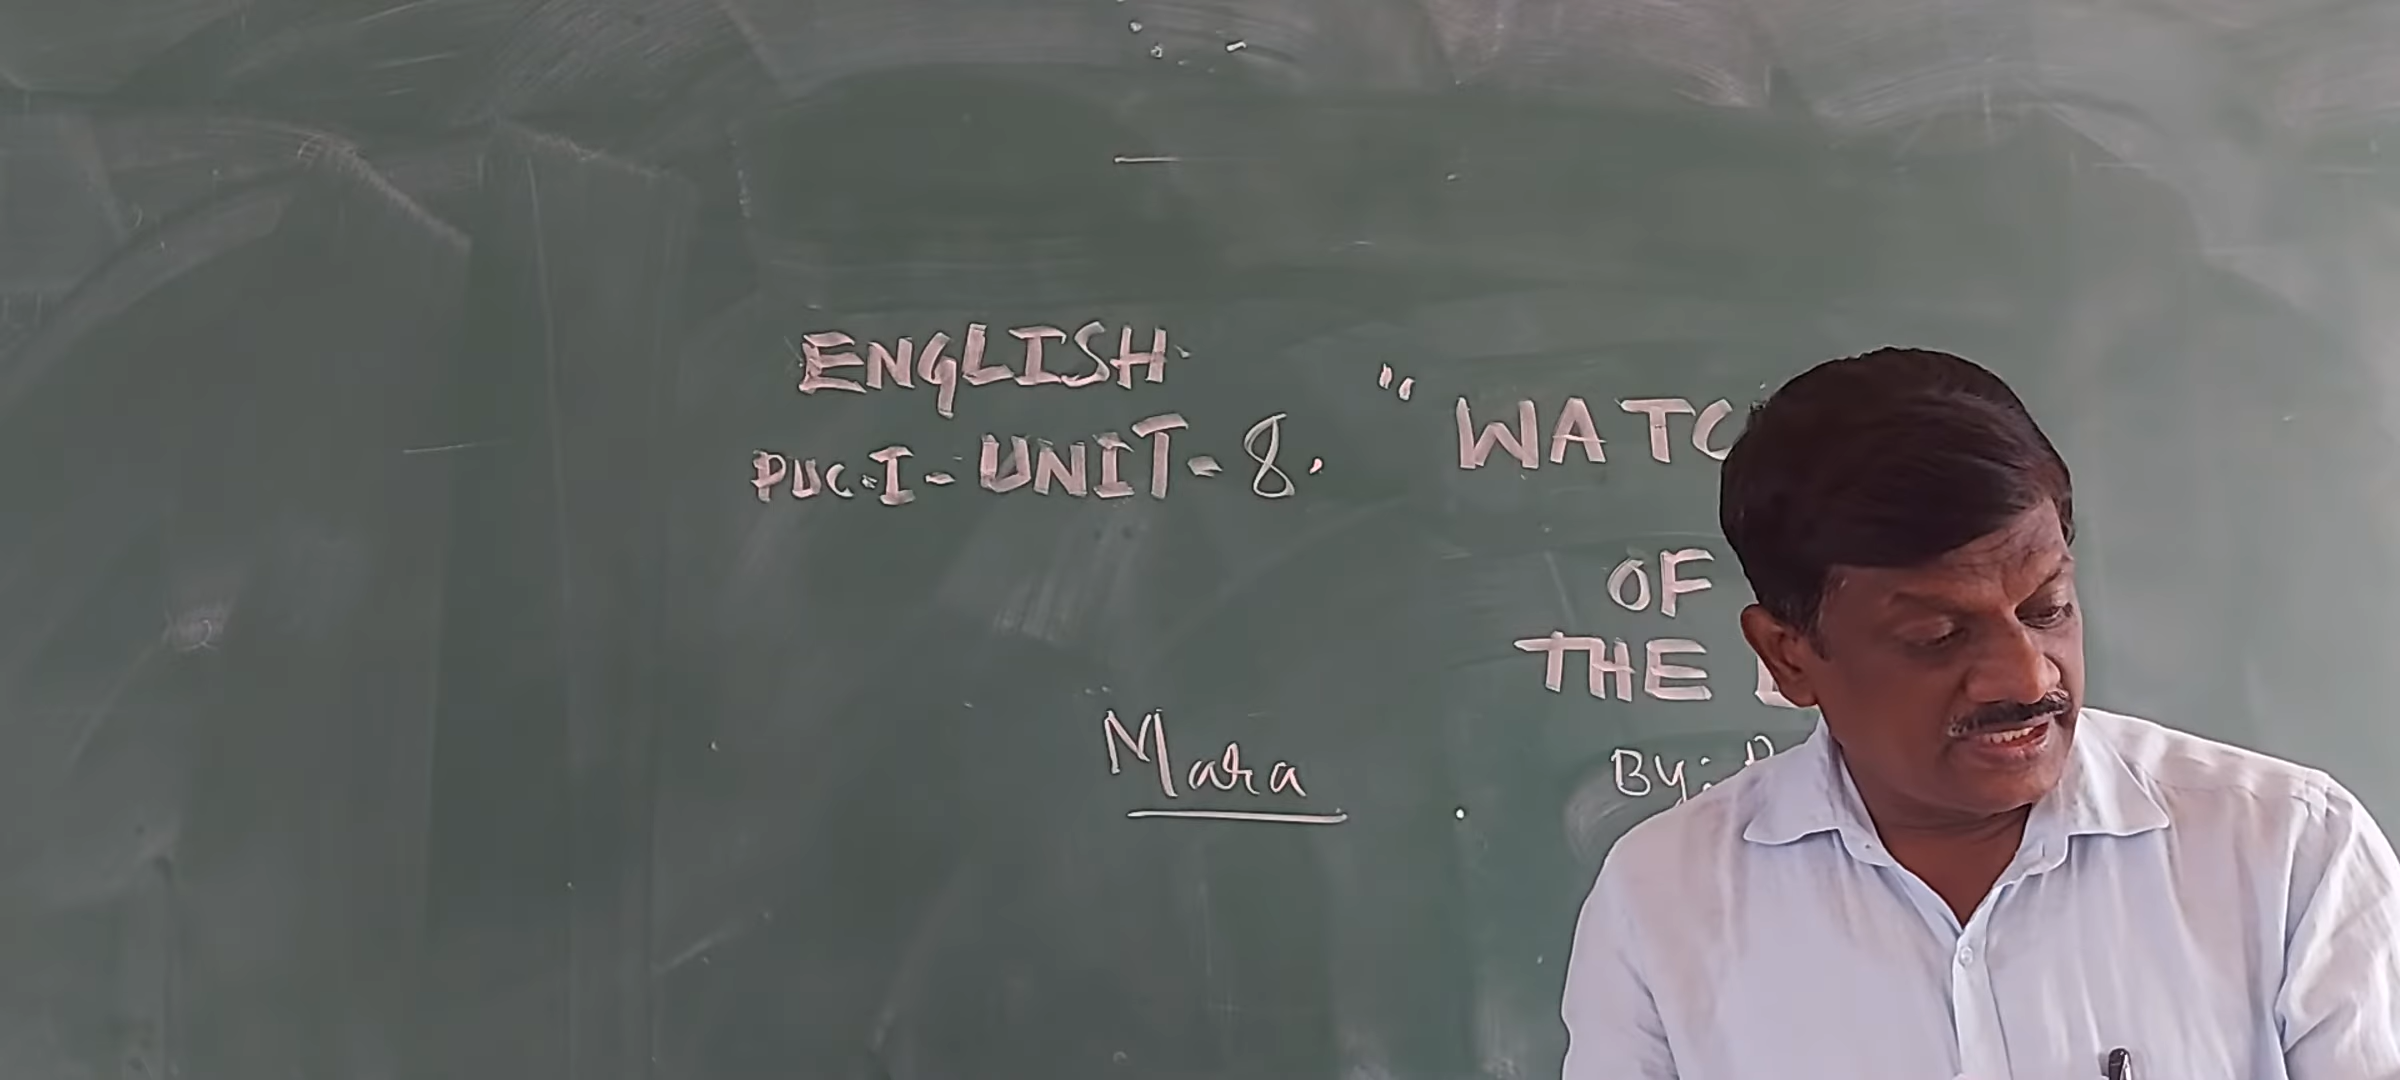 ENGLISH
PUC-I- UNIT-8.
" WATC
OF
THE
By:
Mara